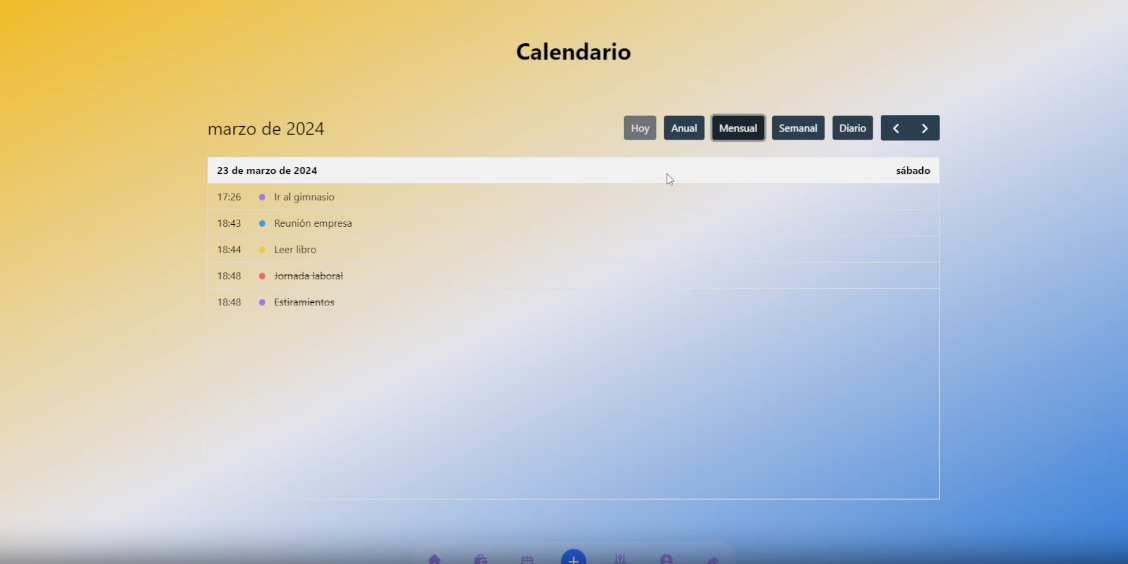 Calendario
marzo de 2024
Hoy Anual Mensual Semanal Diario
23 de marzo de 2024 sábado
17:26 Ir al gimnasio
18:43 Reunión empresa
18:44 Leer libro
18:48 Jornada laboral
18:48 Estiramientos